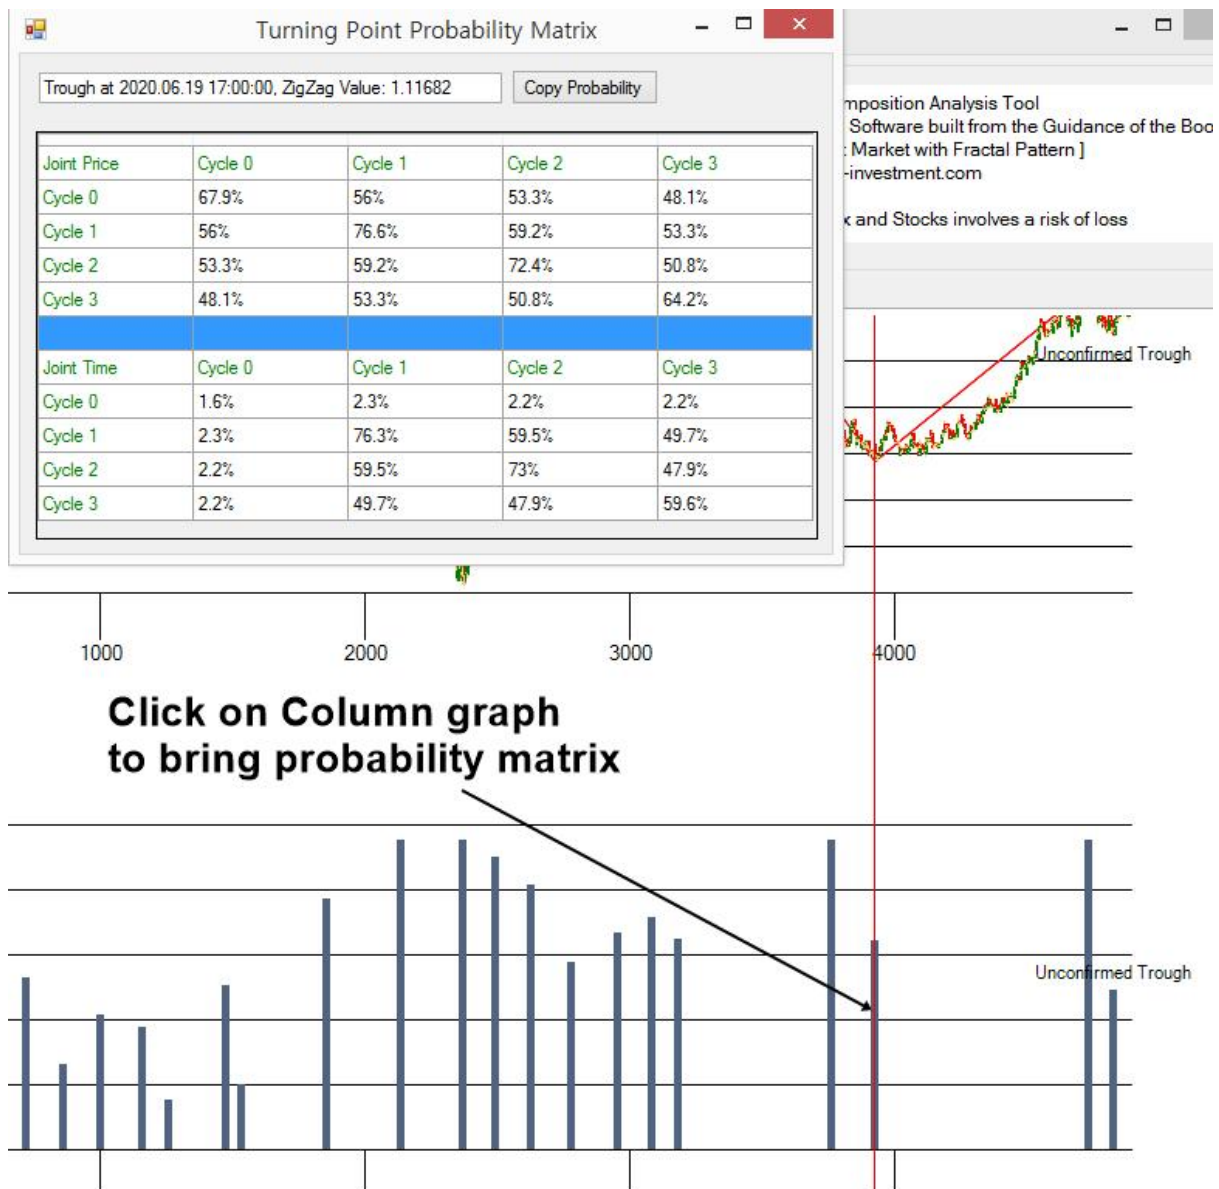 Turning Point Probability Matrix
Trough at 2020.06.19 17:00:00, ZigZag Value: 1.11682 Copy Probability
Joint Price Cycle 0 Cycle 1 Cycle 2 Cycle 3
Cycle 0 67.9% 56% 53.3% 48.1%
Cycle 1 56% 76.6% 59.2% 53.3%
Cycle 2 53.3% 59.2% 72.4% 50.8%
Cycle 3 48.1% 53.3% 50.8% 64.2%
Joint Time Cycle 0 Cycle 1 Cycle 2 Cycle 3
Cycle 0 1.6% 2.3% 2.2% 2.2%
Cycle 1 2.3% 76.3% 59.5% 49.7%
Cycle 2 2.2% 59.5% 73% 47.9%
Cycle 3 2.2% 49.7% 47.9% 59.6%
mposition Analysis Tool
Software built from the Guidance of the Boo
Market with Fractal Pattern ]
-investment.com
x and Stocks involves a risk of loss
Unconfirmed Trough
1000 2000 3000 4000
Click on Column graph
to bring probability matrix
Unconfirmed Trough